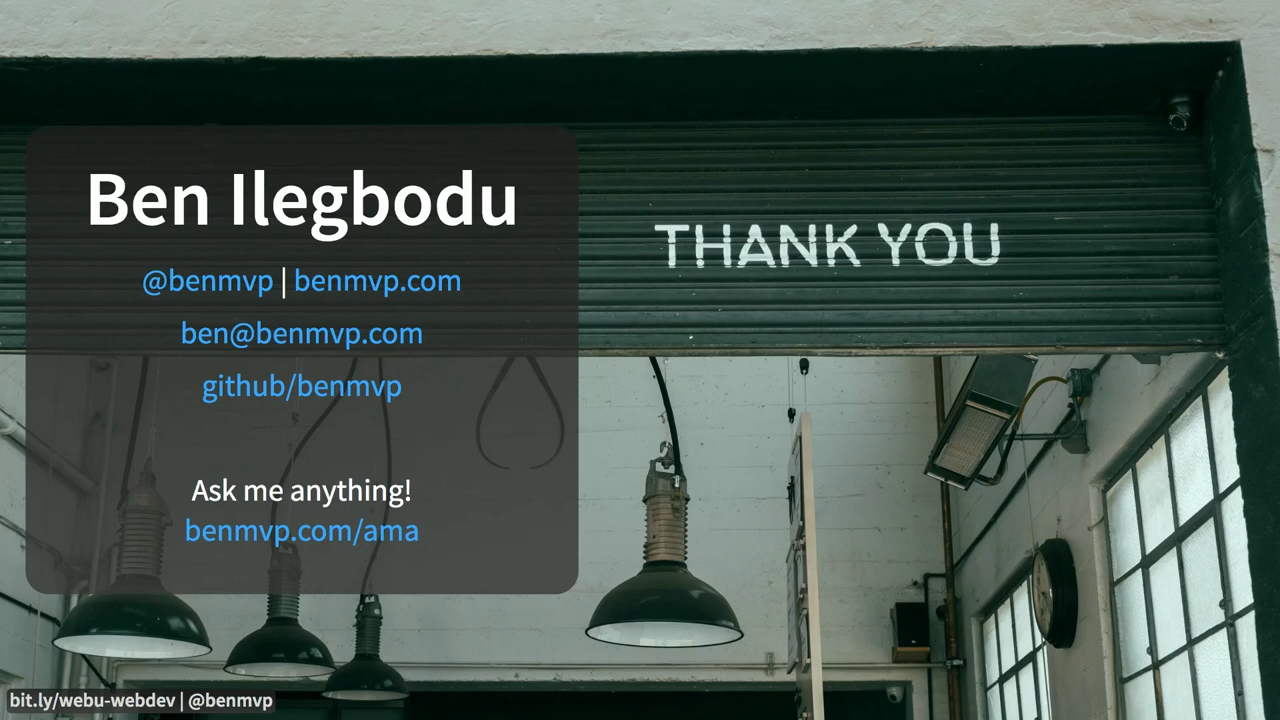 Ben Ilegbodu
@benmvp | benmvp.com
ben@benmvp.com
github/benmvp
Ask me anything!
benmvp.com/ama
THANK YOU
bit.ly/webu-webdev | @benmvp